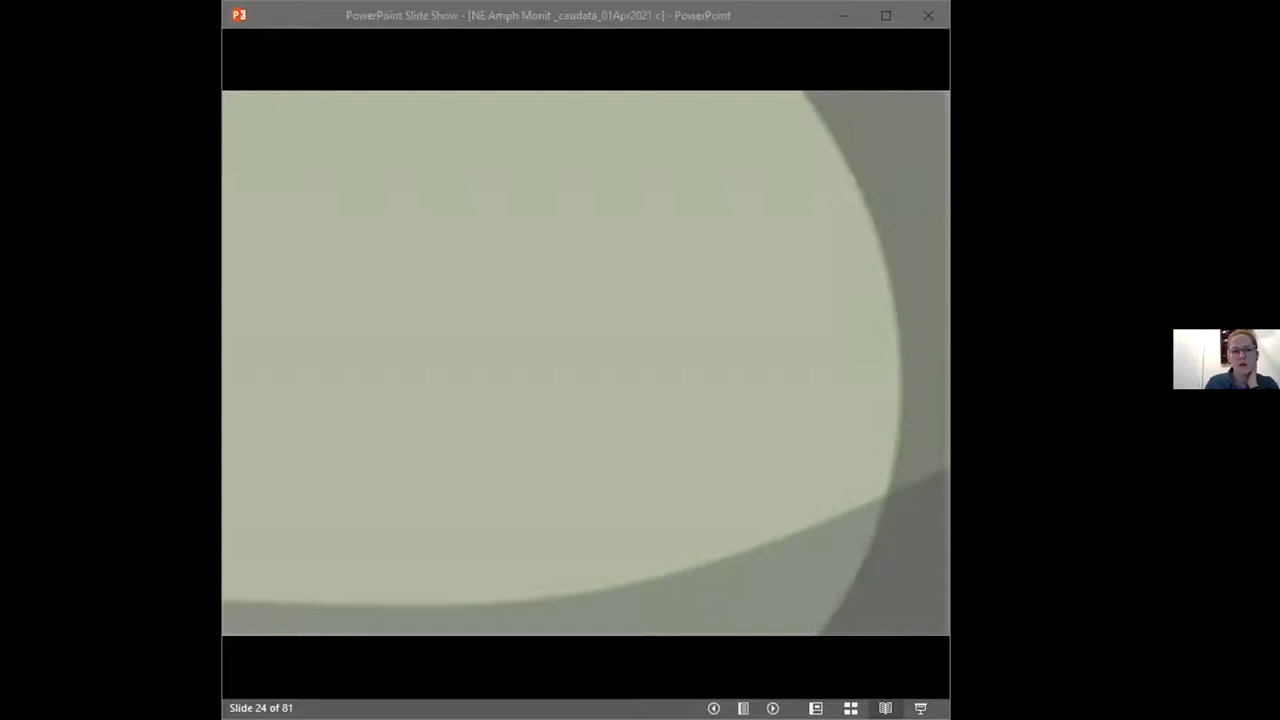 PowerPoint Slide Show - [NE Amph Monit _caudata_01Apr2021 c] - PowerPoint
Slide 24 of 81